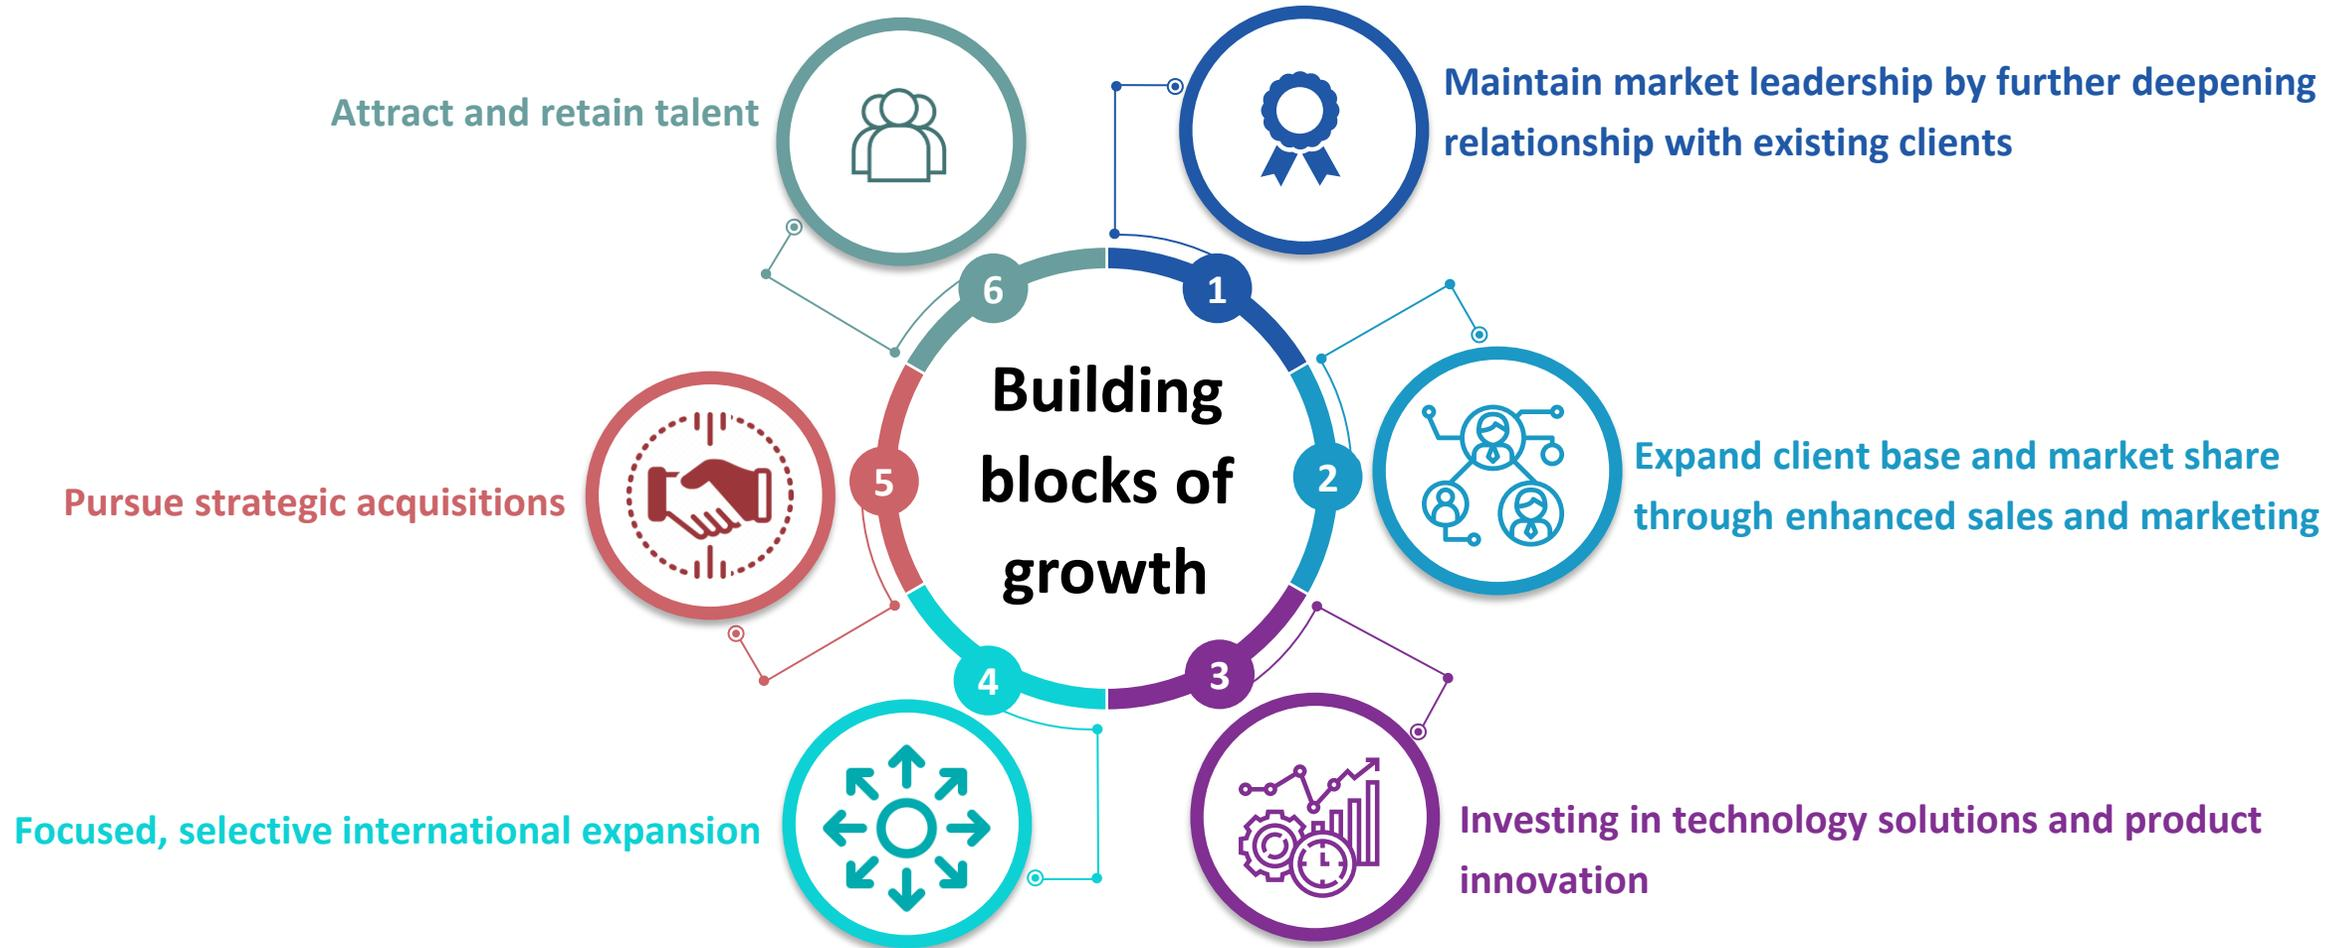 Building
blocks of
growth
1
Maintain market leadership by further deepening
relationship with existing clients
2
Expand client base and market share
through enhanced sales and marketing
3
Investing in technology solutions and product
innovation
4
Focused, selective international expansion
5
Pursue strategic acquisitions
6
Attract and retain talent